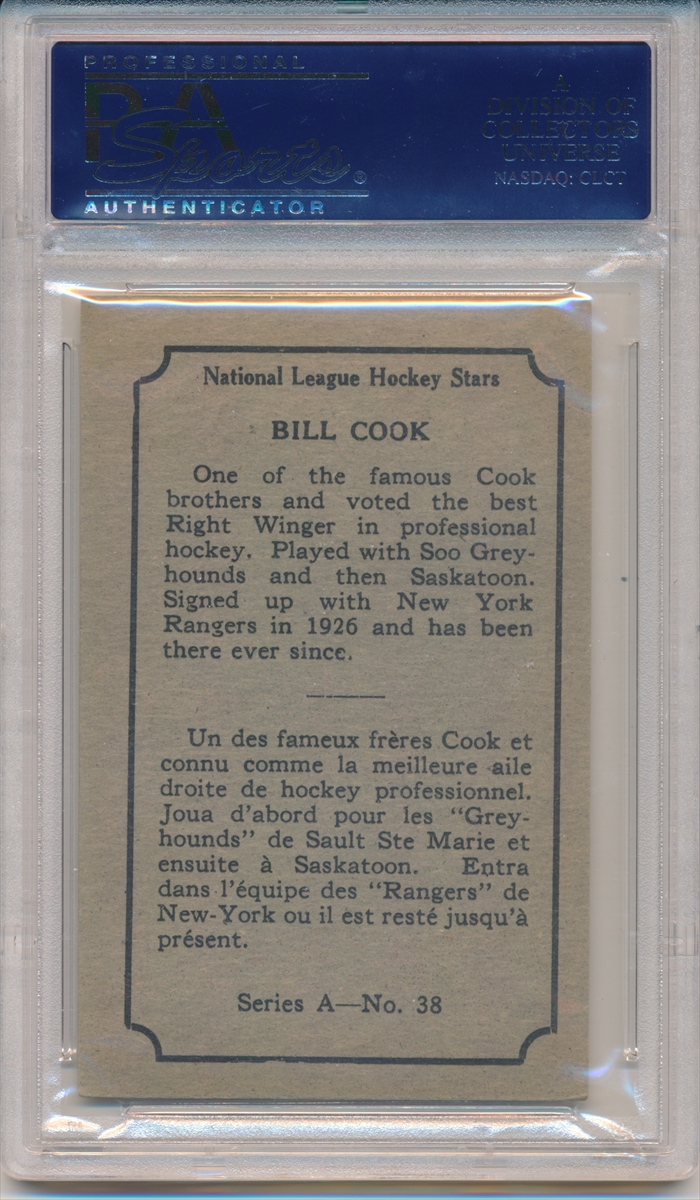 PROFESSIONAL
PSA
Sports®
AUTHENTICATOR
A
DIVISION OF
COLLECTORS
UNIVERSE
NASDAQ: CLCT
National League Hockey Stars
BILL COOK
One of the famous Cook
brothers and voted the best
Right Winger in professional
hockey. Played with Soo Grey-
hounds and then Saskatoon.
Signed up with New York
Rangers in 1926 and has been
there ever since.
Un des fameux frères Cook et
connu comme la meilleure aile
droite de hockey professionnel.
Joua d'abord pour les "Grey-
hounds" de Sault Ste Marie et
ensuite à Saskatoon. Entra
dans l'équipe des "Rangers" de
New-York ou il est resté jusqu'à
présent.
Series A—No. 38